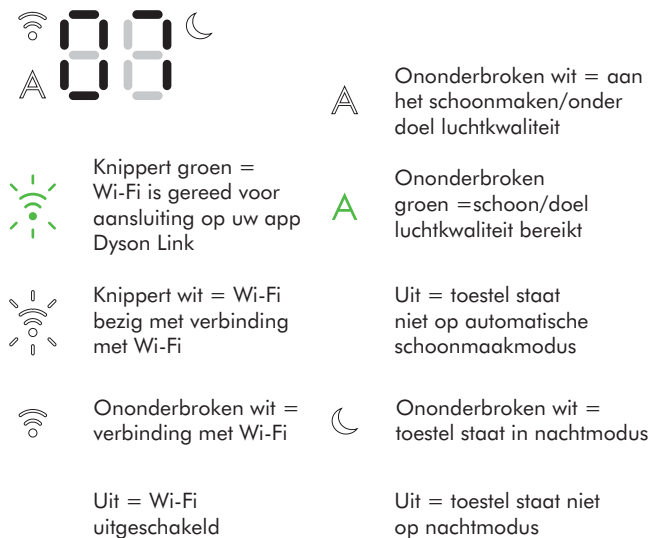 07
A
Knippert groen =
Wi-Fi is gereed voor
aansluiting op uw app
Dyson Link
Knippert wit = Wi-Fi
bezig met verbinding
met Wi-Fi
Ononderbroken wit =
verbinding met Wi-Fi
Uit = Wi-Fi
uitgeschakeld
A
Ononderbroken wit = aan
het schoonmaken/onder
doel luchtkwaliteit
A
Ononderbroken
groen =schoon/doel
luchtkwaliteit bereikt
Uit = toestel staat
niet op automatische
schoonmaakmodus
Ononderbroken wit =
toestel staat in nachtmodus
Uit = toestel staat niet
op nachtmodus